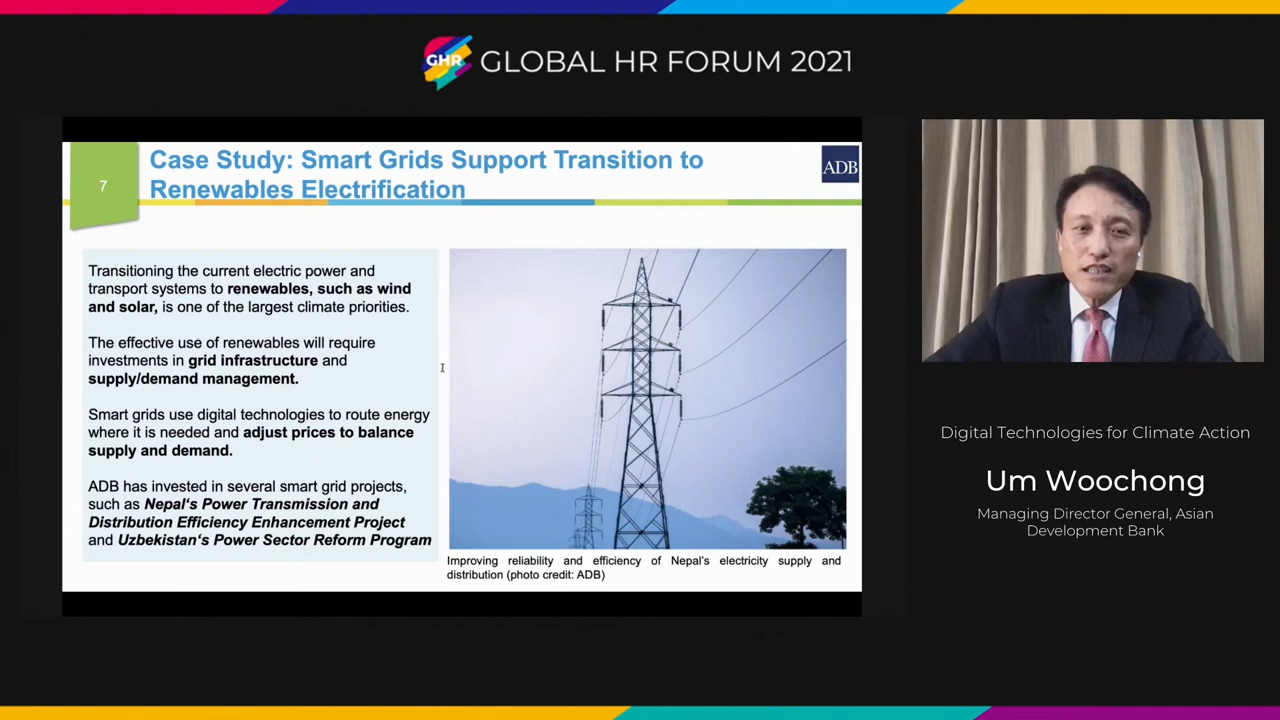 GHR GLOBAL HR FORUM 2021
7
Case Study: Smart Grids Support Transition to
Renewables Electrification
ADB
Transitioning the current electric power and
transport systems to renewables, such as wind
and solar, is one of the largest climate priorities.
The effective use of renewables will require
investments in grid infrastructure and
supply/demand management.
Smart grids use digital technologies to route energy
where it is needed and adjust prices to balance
supply and demand.
ADB has invested in several smart grid projects,
such as Nepal's Power Transmission and
Distribution Efficiency Enhancement Project
and Uzbekistan‘s Power Sector Reform Program
Improving reliability and efficiency of Nepal's electricity supply and
distribution (photo credit: ADB)
Digital Technologies for Climate Action
Um Woochong
Managing Director General, Asian
Development Bank